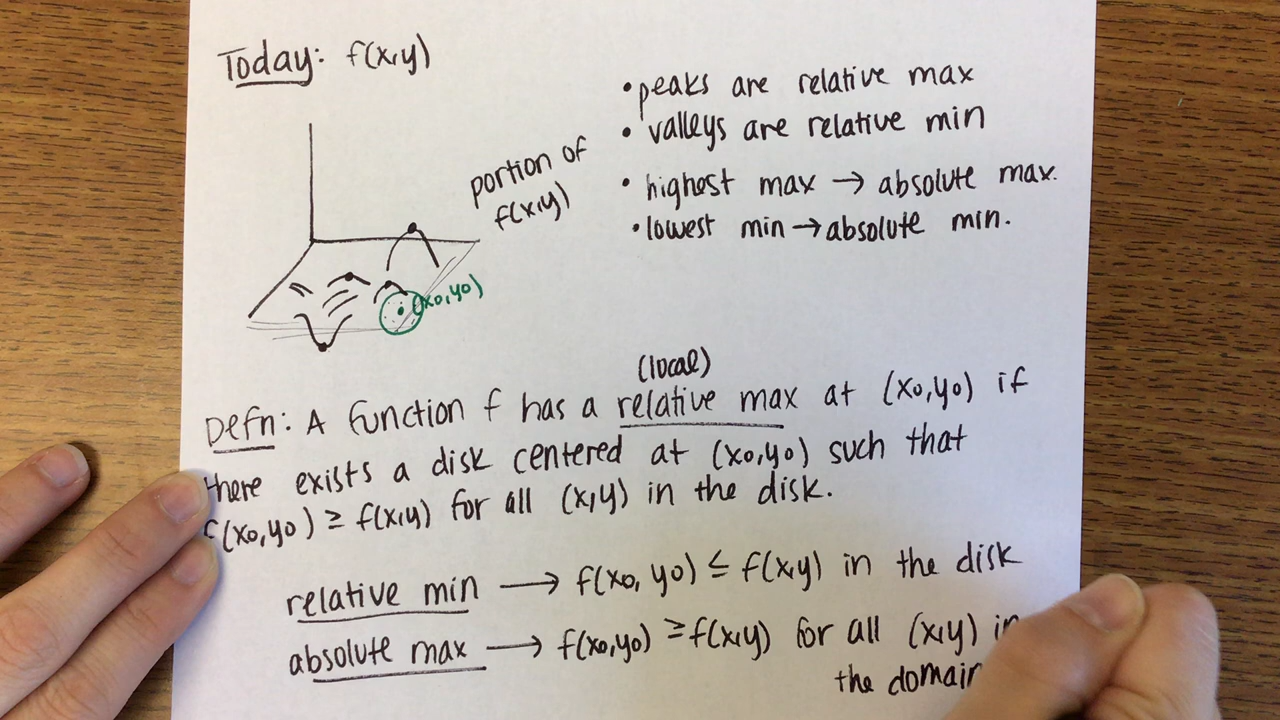 Today: f(x,y)
• peaks are relative max
• valleys are relative min
• highest max → absolute max.
• lowest min → absolute min.
portion of
f(x,y)
(x0,y0)
(local)
Defn: A function f has a relative max at (x0,y0) if
there exists a disk centered at (x0,y0) such that
f(x0,y0) ≥ f(x,y) for all (x,y) in the disk.
relative min → f(x0,y0) ≤ f(x,y) in the disk
absolute max → f(x0,y0) ≥ f(x,y) for all (x,y) in
the domain